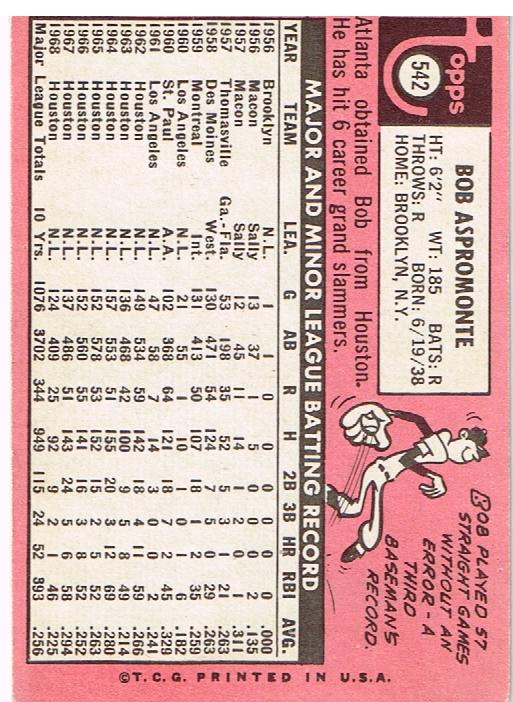 Topps
542
BOB ASPROMONTE
HT: 6'2" WT: 185 BATS: R
THROWS: R BORN: 6/19/38
HOME: BROOKLYN, N.Y.
BOB PLAYED 57
STRAIGHT GAMES
WITHOUT AN
ERROR - A
THIRD
BASEMAN'S
RECORD.
Atlanta obtained Bob from Houston.
He has hit 6 career grand slammers.
MAJOR AND MINOR LEAGUE BATTING RECORD
YEAR TEAM LEA. G AB R H 2B 3B HR RBI AVG.
1956 Brooklyn N.L. 1 1 0 0 0 0 0 0 .000
1956 Macon Sally 13 37 1 5 0 0 0 2 .135
1957 Macon Sally 12 45 11 14 1 2 0 1 .311
1957 Thomasville Ga.-Fla. 53 198 35 52 5 3 1 21 .263
1958 Des Moines West. 130 471 54 124 7 5 0 29 .263
1959 Montreal Int. 131 413 50 107 18 1 2 35 .259
1960 Los Angeles N.L. 21 55 1 10 1 0 1 6 .182
1960 St. Paul A.A. 102 368 64 121 18 7 2 45 .329
1961 Los Angeles N.L. 47 58 7 14 3 0 0 2 .241
1962 Houston N.L. 149 534 59 142 18 4 11 59 .266
1963 Houston N.L. 136 468 42 100 9 5 8 49 .214
1964 Houston N.L. 157 553 51 155 20 3 12 69 .280
1965 Houston N.L. 152 578 53 152 15 2 5 52 .263
1966 Houston N.L. 152 560 55 141 16 3 8 52 .252
1967 Houston N.L. 137 486 51 143 24 5 6 58 .294
1968 Houston N.L. 124 409 25 92 9 2 1 46 .225
Major League Totals 10 Yrs. 1076 3702 344 949 115 24 52 393 .256
©T.C.G. PRINTED IN U.S.A.